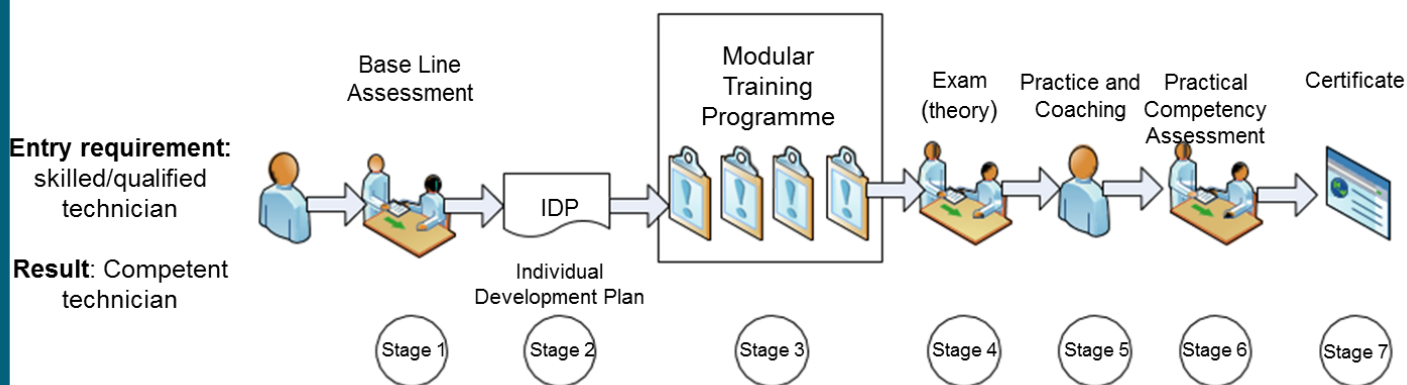 Entry requirement:
skilled/qualified
technician
Result: Competent
technician
Base Line
Assessment
IDP
Individual
Development Plan
Modular
Training
Programme
Exam
(theory)
Practice and
Coaching
Practical
Competency
Assessment
Certificate
Stage 1
Stage 2
Stage 3
Stage 4
Stage 5
Stage 6
Stage 7